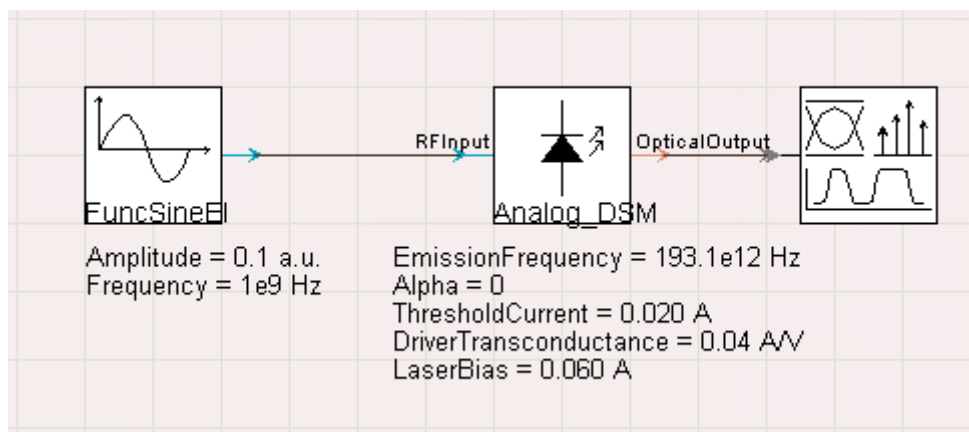 RFInput
OpticalOutput
FuncSineEl
Analog_DSM
Amplitude = 0.1 a.u.
Frequency = 1e9 Hz
EmissionFrequency = 193.1e12 Hz
Alpha = 0
ThresholdCurrent = 0.020 A
DriverTransconductance = 0.04 A/V
LaserBias = 0.060 A